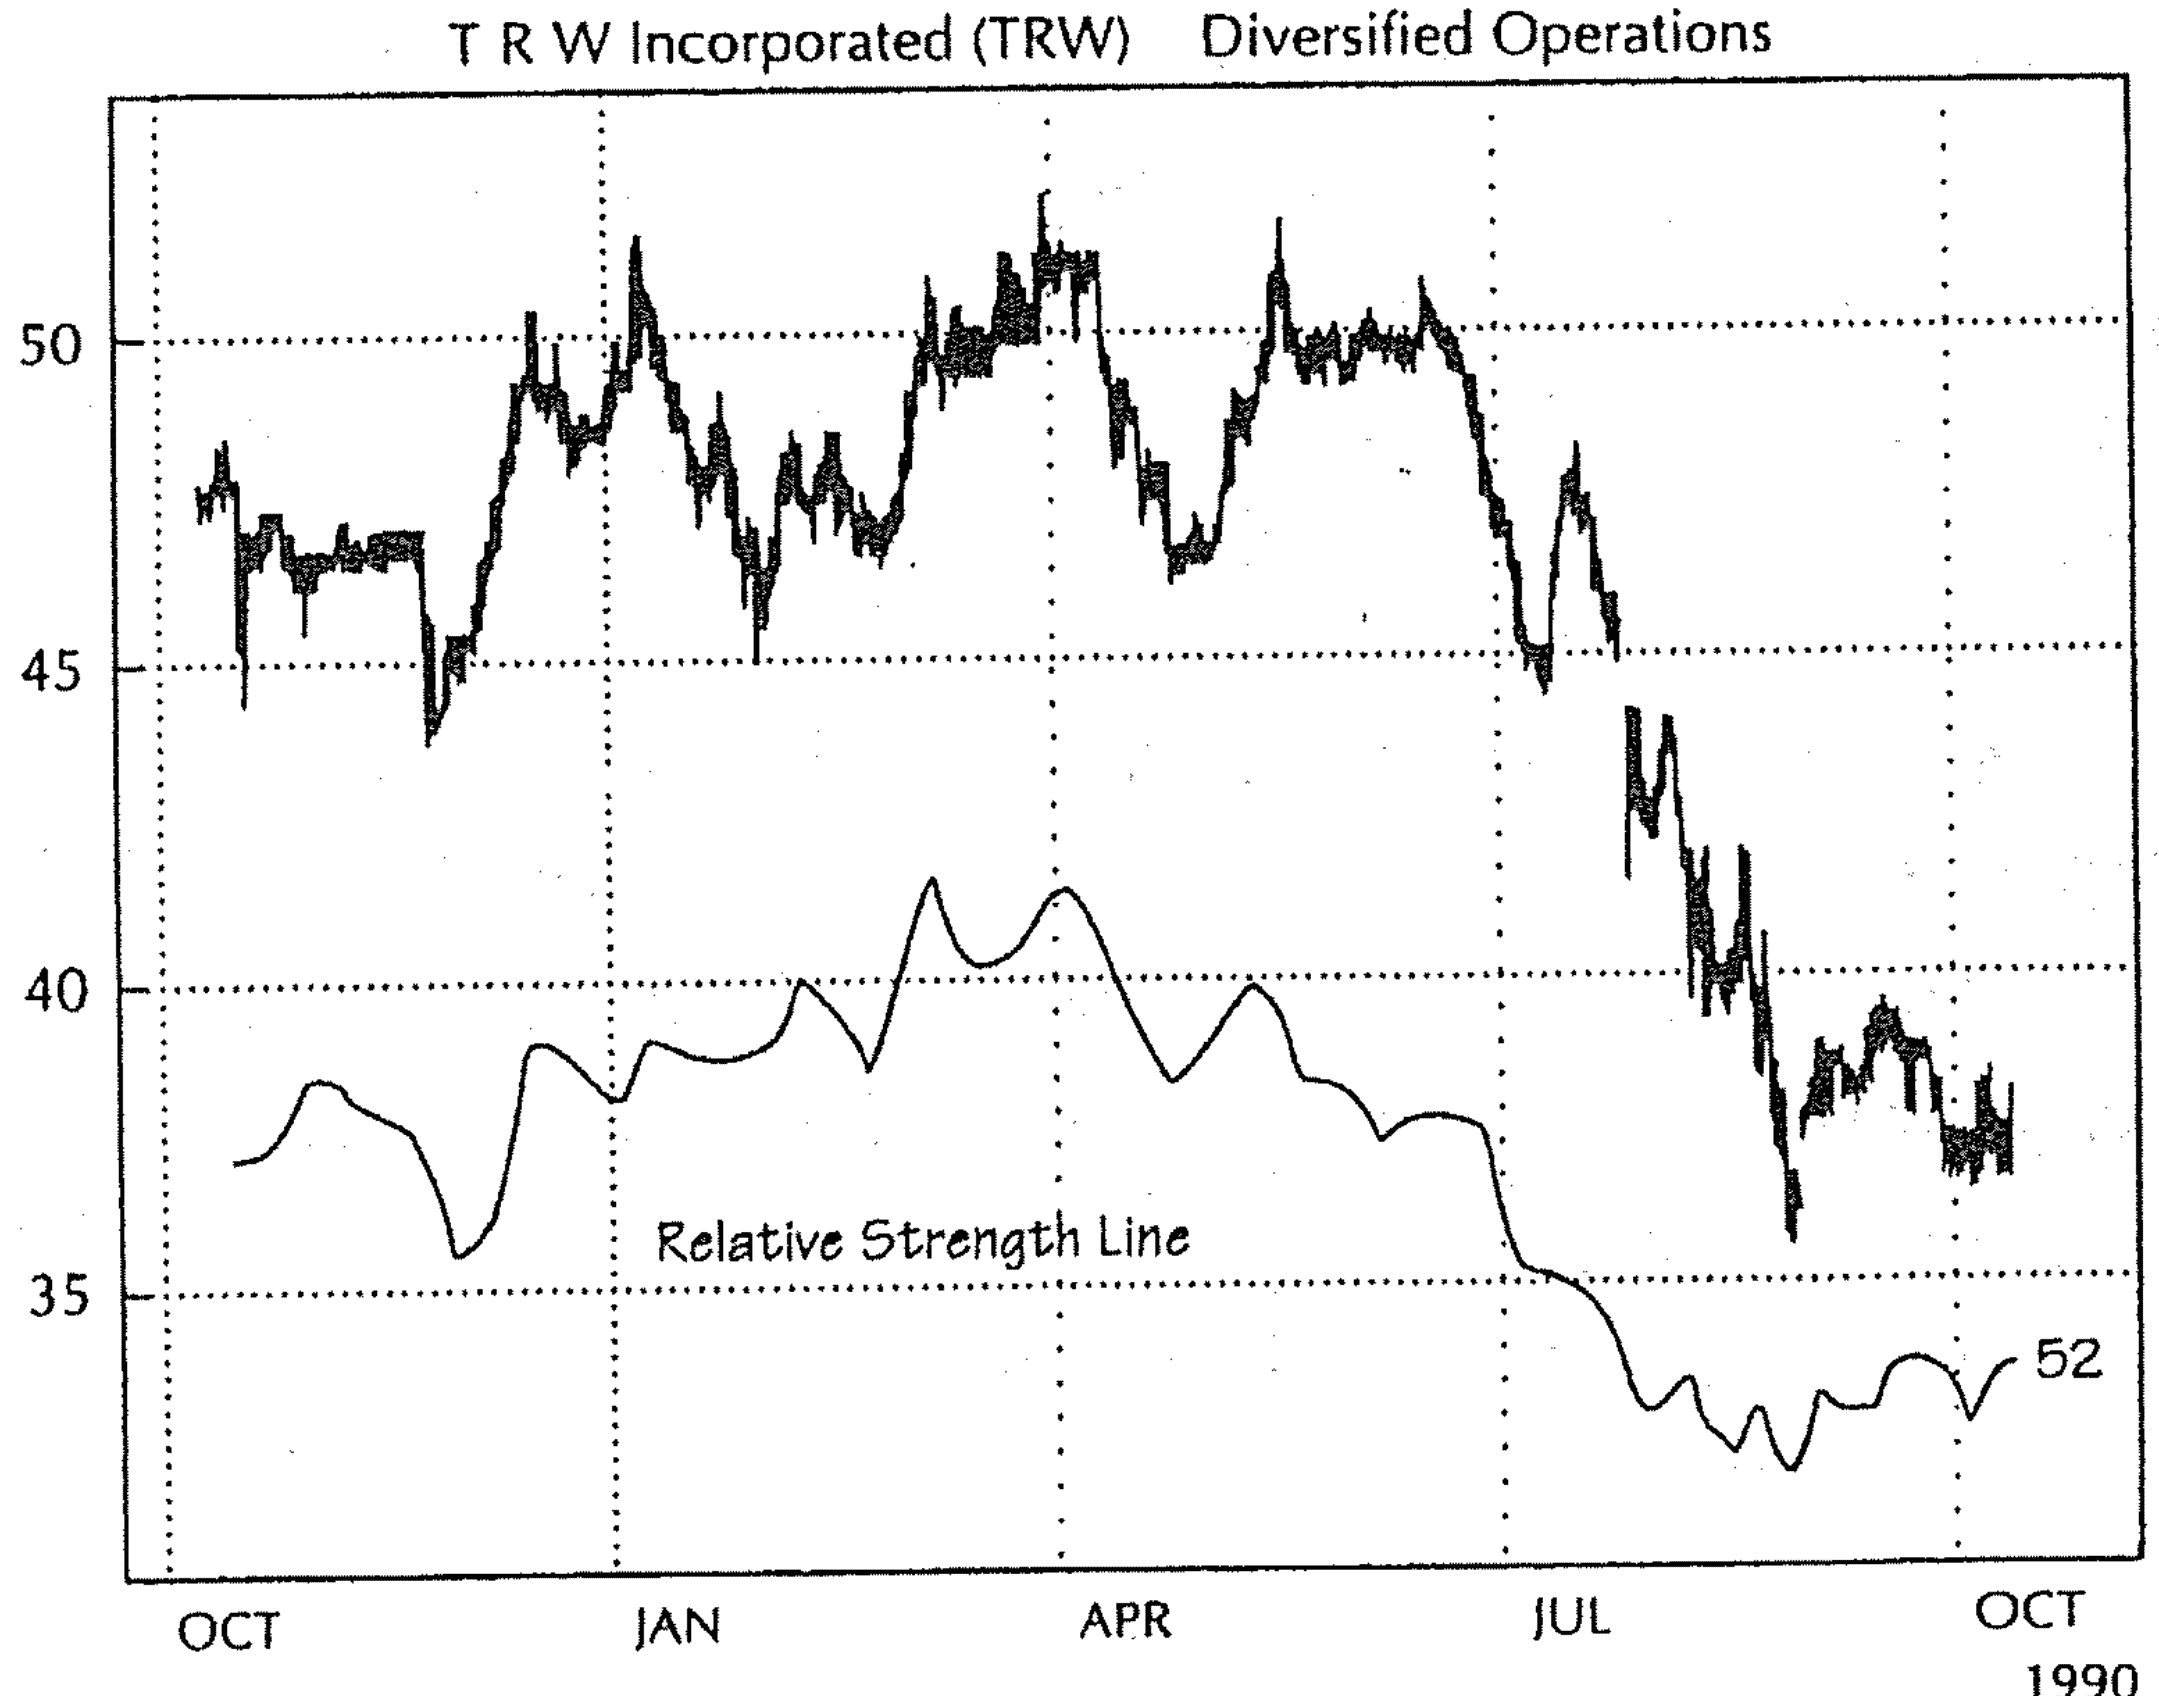 T R W Incorporated (TRW) Diversified Operations
50
45
40
35
Relative Strength Line
52
OCT JAN APR JUL OCT
1990